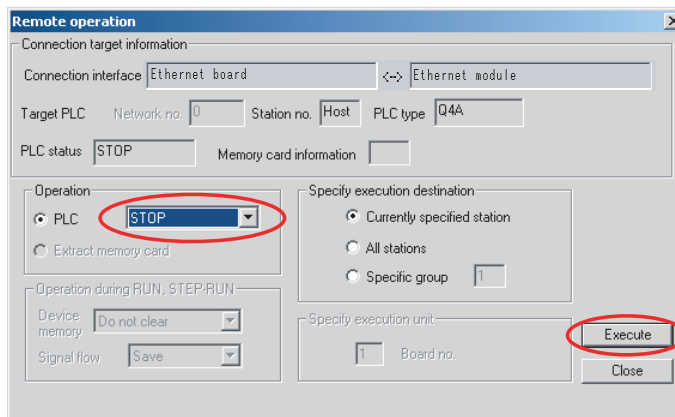 Remote operation
Connection target information
Connection interface Ethernet board <--> Ethernet module
Target PLC Network no. 0 Station no. Host PLC type Q4A
PLC status STOP Memory card information
Operation
PLC STOP
Extract memory card
Specify execution destination
Currently specified station
All stations
Specific group 1
Operation during RUN, STEP-RUN
Device memory Do not clear
Signal flow Save
Specify execution unit
1 Board no.
Execute
Close